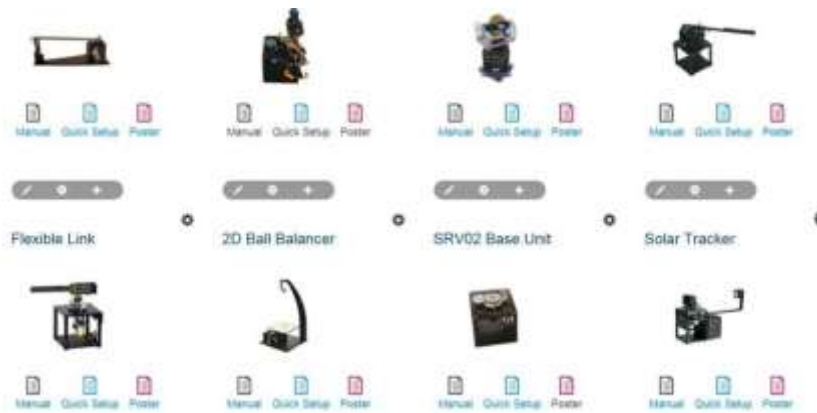 Manual Quick Setup Poster Manual Quick Setup Poster Manual Quick Setup Poster Manual Quick Setup Poster
Flexible Link 2D Ball Balancer SRV02 Base Unit Solar Tracker
Manual Quick Setup Poster Manual Quick Setup Poster Manual Quick Setup Poster Manual Quick Setup Poster